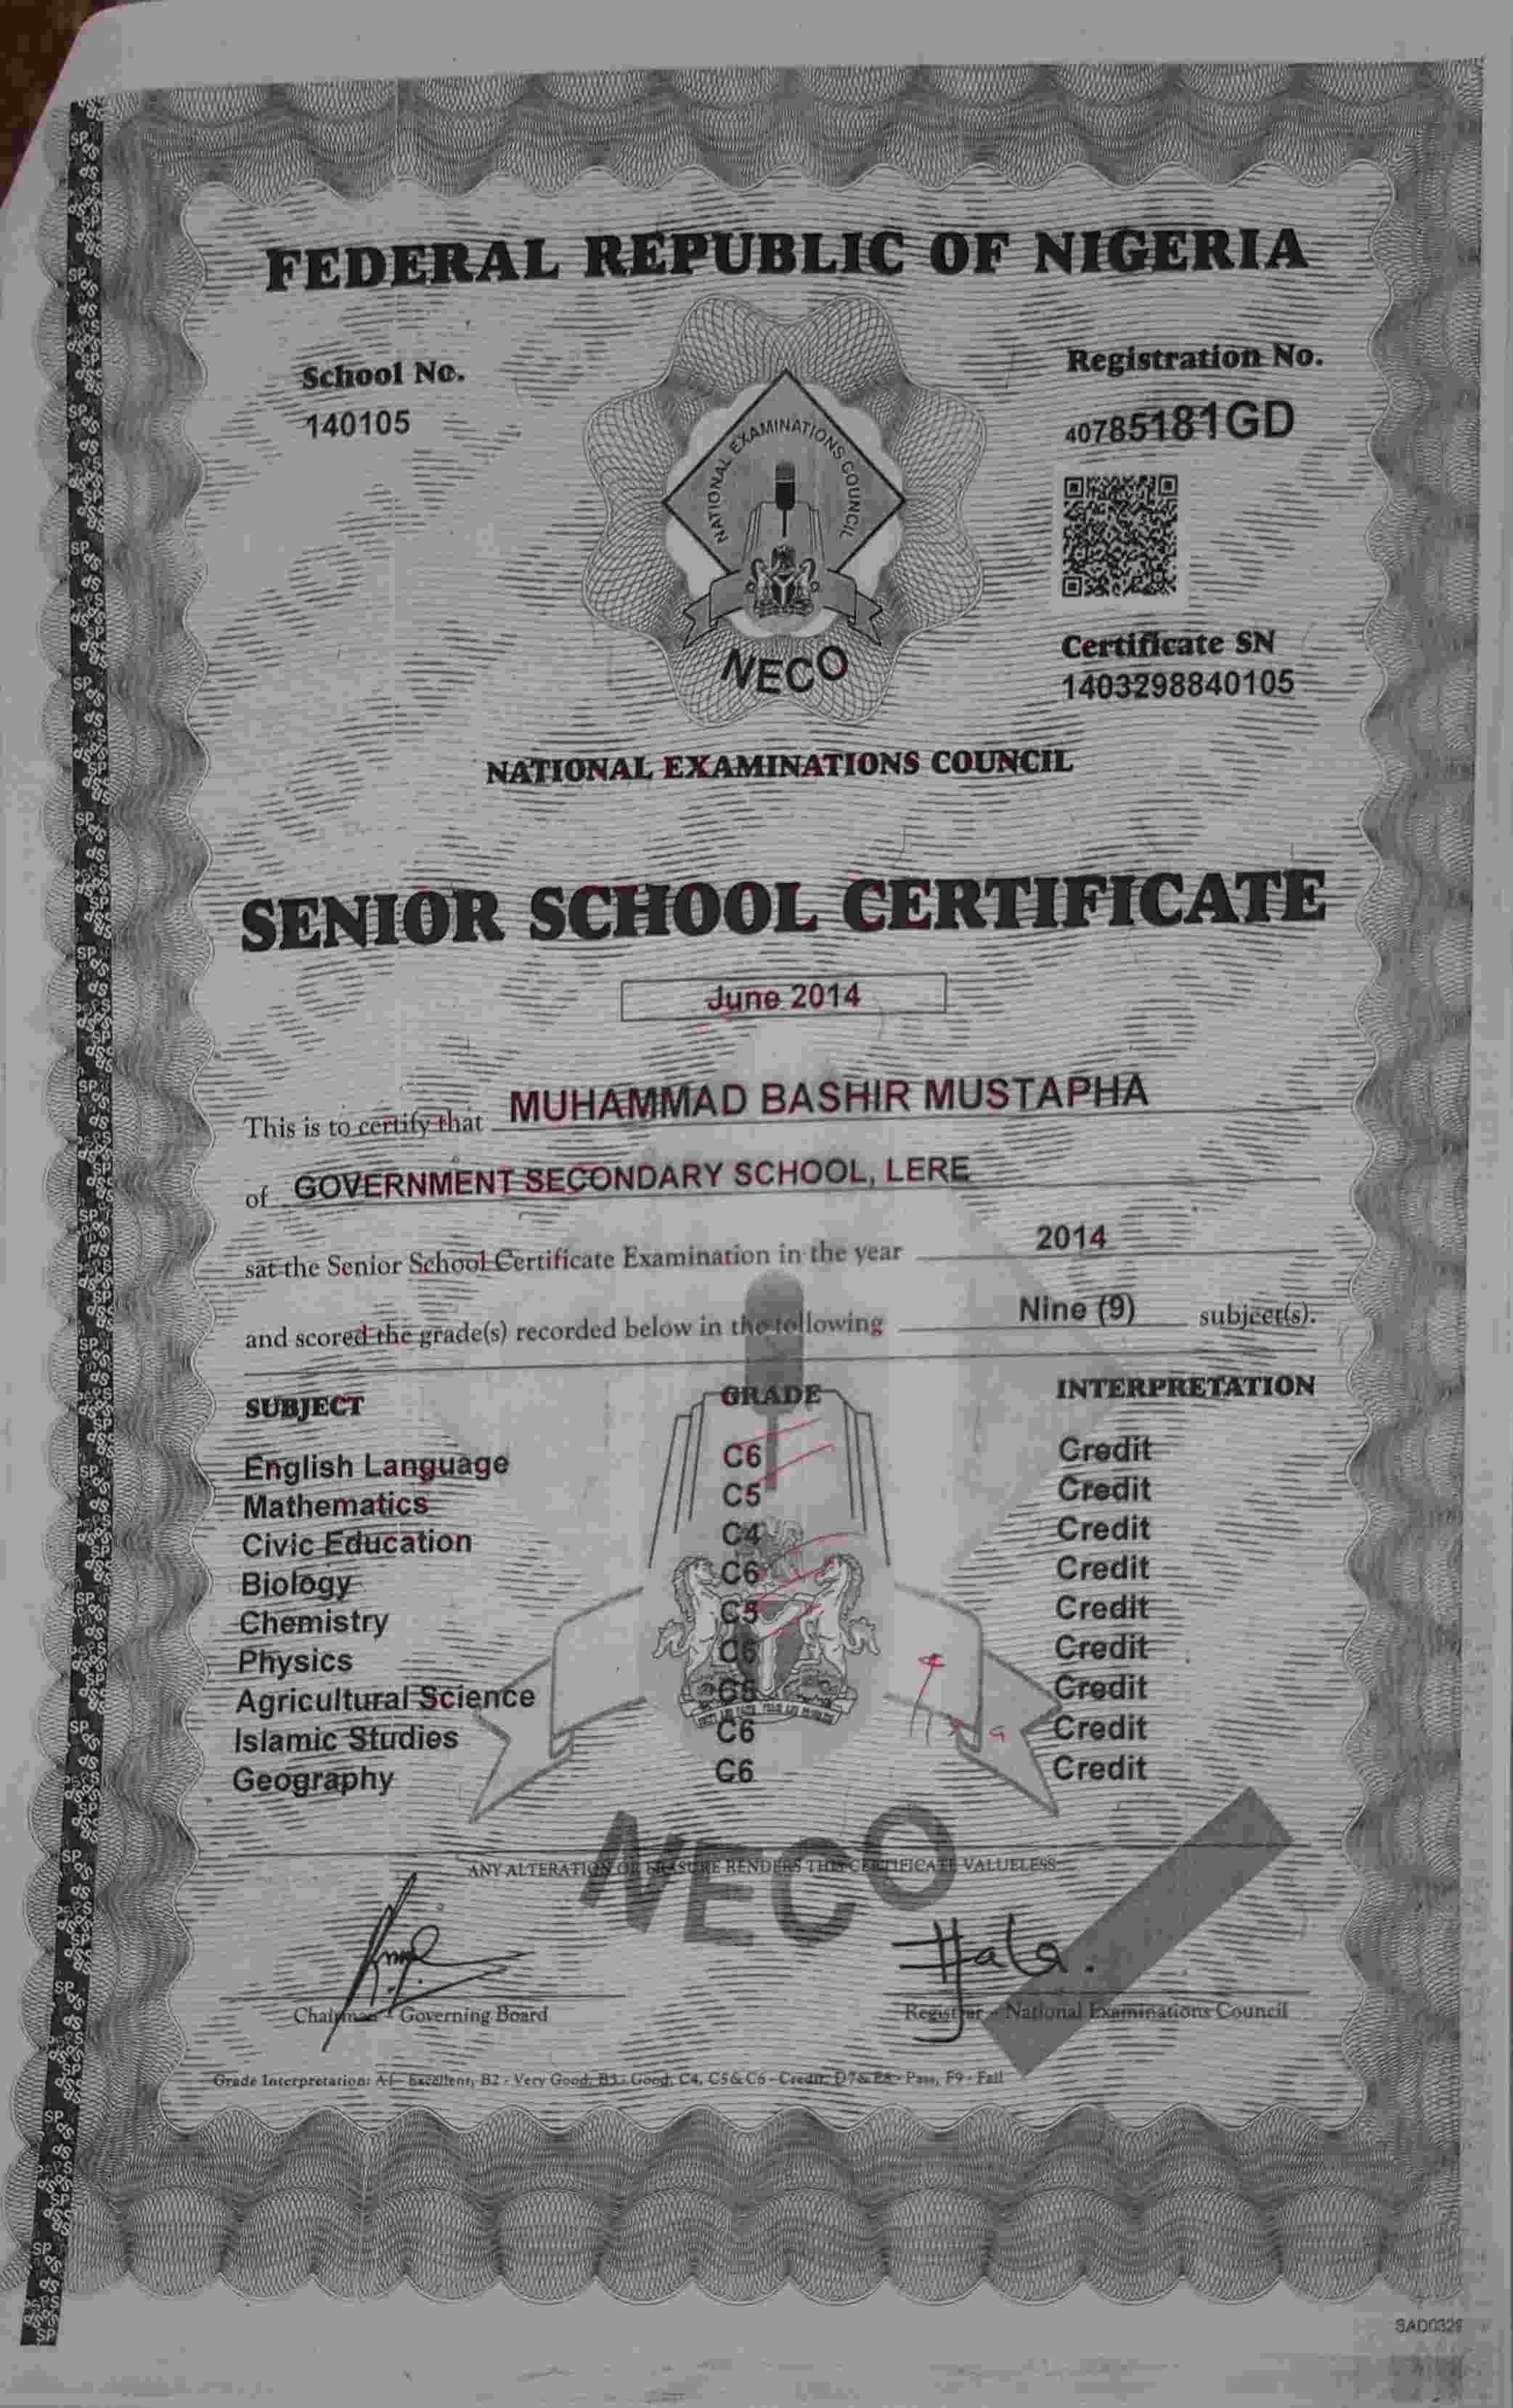 FEDERAL REPUBLIC OF NIGERIA
School No.
140105
Registration No.
40785181GD
NATIONAL EXAMINATIONS COUNCIL
NECO
Certificate SN
1403298840105
NATIONAL EXAMINATIONS COUNCIL
SENIOR SCHOOL CERTIFICATE
June 2014
This is to certify that MUHAMMAD BASHIR MUSTAPHA
of GOVERNMENT SECONDARY SCHOOL, LERE
sat the Senior School Certificate Examination in the year 2014
and scored the grade(s) recorded below in the following Nine (9) subject(s).
SUBJECT GRADE INTERPRETATION
English Language C6 Credit
Mathematics C5 Credit
Civic Education C4 Credit
Biology C6 Credit
Chemistry C5 Credit
Physics Credit
Agricultural Science Credit
Islamic Studies C6 Credit
Geography C6 Credit
NECO
ANY ALTERATION OR ERASURE RENDERS THIS CERTIFICATE VALUELESS
Chairman - Governing Board
Registrar - National Examinations Council
Grade Interpretation: A1 - Excellent, B2 - Very Good, B3 - Good, C4, C5 & C6 - Credit, D7 & E8 - Pass, F9 - Fail
SAD0329